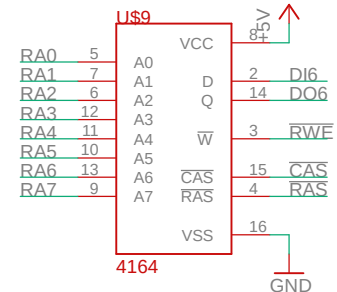 U$9
+5V
VCC 8
RA0 5 A0
RA1 7 A1 D 2 DI6
RA2 6 A2 Q 14 DO6
RA3 12 A3
RA4 11 A4 W 3 RWE
RA5 10 A5
RA6 13 A6 CAS 15 CAS
RA7 9 A7 RAS 4 RAS
VSS 16
4164
GND